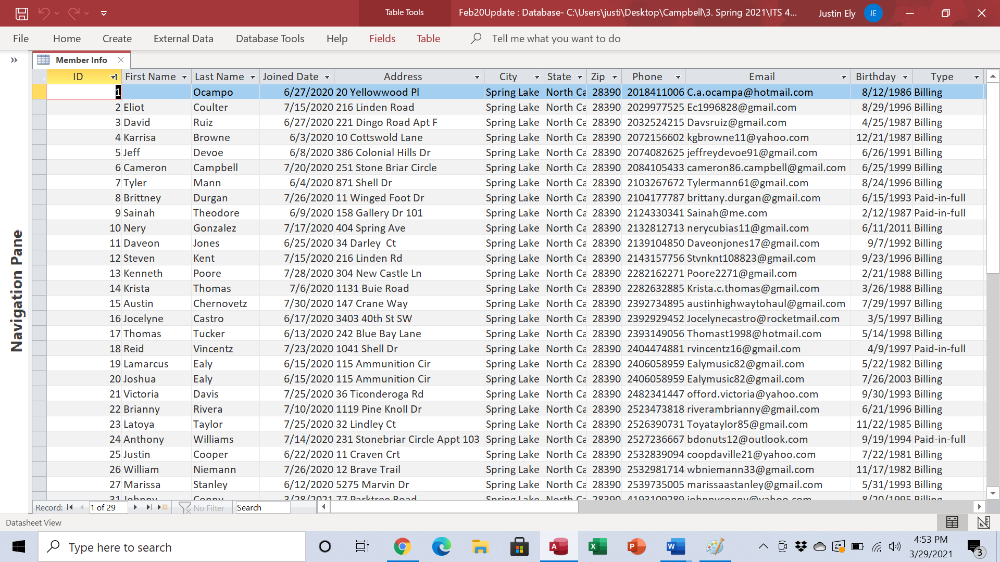 Table Tools Feb20Update : Database- C:\Users\justi\Desktop\Campbell\3. Spring 2021\ITS 4... Justin Ely JE
File Home Create External Data Database Tools Help Fields Table Tell me what you want to do
Member Info
ID First Name Last Name Joined Date Address City State Zip Phone Email Birthday Type
1 Ocampo 6/27/2020 20 Yellowwood Pl Spring Lake North Ca 28390 2018411006 C.a.ocampa@hotmail.com 8/12/1986 Billing
2 Eliot Coulter 7/15/2020 216 Linden Road Spring Lake North Ca 28390 2029977525 Ec1996828@gmail.com 8/29/1996 Billing
3 David Ruiz 6/27/2020 221 Dingo Road Apt F Spring Lake North Ca 28390 2032524215 Davsruiz@gmail.com 4/25/1987 Billing
4 Karrisa Browne 6/3/2020 10 Cottswold Lane Spring Lake North Ca 28390 2072156602 kgbrowne11@yahoo.com 12/21/1987 Billing
5 Jeff Devoe 6/8/2020 386 Colonial Hills Dr Spring Lake North Ca 28390 2074082625 jeffreydevoe91@gmail.com 6/26/1991 Billing
6 Cameron Campbell 7/20/2020 251 Stone Briar Circle Spring Lake North Ca 28390 2084105433 cameron86.campbell@gmail.com 6/25/1999 Billing
7 Tyler Mann 6/4/2020 871 Shell Dr Spring Lake North Ca 28390 2103267672 Tylermann61@gmail.com 8/24/1996 Billing
8 Brittney Durgan 7/26/2020 11 Winged Foot Dr Spring Lake North Ca 28390 2104177787 brittany.durgan@gmail.com 6/15/1993 Paid-in-full
9 Sainah Theodore 6/9/2020 158 Gallery Dr 101 Spring Lake North Ca 28390 2124330341 Sainah@me.com 2/12/1987 Paid-in-full
10 Nery Gonzalez 7/17/2020 404 Spring Ave Spring Lake North Ca 28390 2132812713 nerycubias11@gmail.com 6/11/2011 Billing
11 Daveon Jones 6/25/2020 34 Darley Ct Spring Lake North Ca 28390 2139104850 Daveonjones17@gmail.com 9/7/1992 Billing
12 Steven Kent 7/15/2020 216 Linden Rd Spring Lake North Ca 28390 2143157756 Stvnknt108823@gmail.com 9/23/1996 Billing
13 Kenneth Poore 7/28/2020 304 New Castle Ln Spring Lake North Ca 28390 2282162271 Poore2271@gmail.com 2/21/1988 Billing
14 Krista Thomas 7/6/2020 1131 Buie Road Spring Lake North Ca 28390 2282632885 Krista.c.thomas@gmail.com 3/26/1988 Billing
15 Austin Chernovetz 7/30/2020 147 Crane Way Spring Lake North Ca 28390 2392734895 austinhighwaytohaul@gmail.com 7/29/1997 Billing
16 Jocelyne Castro 6/17/2020 3403 40th St SW Spring Lake North Ca 28390 2392929452 Jocelynecastro@rocketmail.com 3/5/1997 Billing
17 Thomas Tucker 6/13/2020 242 Blue Bay Lane Spring Lake North Ca 28390 2393149056 Thomast1998@hotmail.com 5/14/1998 Billing
18 Reid Vincentz 7/23/2020 1041 Shell Dr Spring Lake North Ca 28390 2404474881 rvincentz16@gmail.com 4/9/1997 Paid-in-full
19 Lamarcus Ealy 6/15/2020 115 Ammunition Cir Spring Lake North Ca 28390 2406058959 Ealymusic82@gmail.com 5/22/1982 Billing
20 Joshua Ealy 6/15/2020 115 Ammunition Cir Spring Lake North Ca 28390 2406058959 Ealymusic82@gmail.com 7/26/2003 Billing
21 Victoria Davis 7/25/2020 36 Ticonderoga Rd Spring Lake North Ca 28390 2482341447 offord.victoria@yahoo.com 9/30/1993 Billing
22 Brianny Rivera 7/10/2020 1119 Pine Knoll Dr Spring Lake North Ca 28390 2523473818 riverambrianny@gmail.com 6/21/1996 Billing
23 Latoya Taylor 7/25/2020 32 Lindley Ct Spring Lake North Ca 28390 2526390731 Toyataylor85@gmail.com 11/22/1985 Billing
24 Anthony Williams 7/14/2020 231 Stonebriar Circle Appt 103 Spring Lake North Ca 28390 2527236667 bdonuts12@outlook.com 9/19/1994 Paid-in-full
25 Justin Cooper 6/22/2020 11 Craven Crt Spring Lake North Ca 28390 2532839094 coopdaville21@yahoo.com 7/22/1981 Billing
26 William Niemann 7/26/2020 12 Brave Trail Spring Lake North Ca 28390 2532981714 wbniemann33@gmail.com 11/17/1982 Billing
27 Marissa Stanley 6/12/2020 5275 Marvin Dr Spring Lake North Ca 28390 2539735005 marissaastanley@gmail.com 5/31/1993 Billing
31 Johnny Conny 3/28/2021 77 Parktree Road Spring Lake North Ca 28390 4193109289 johnnyconny@yahoo.com 8/20/1995 Billing
Navigation Pane
Record: 1 of 29 No Filter Search
Datasheet View
Type here to search
4:53 PM
3/29/2021
3